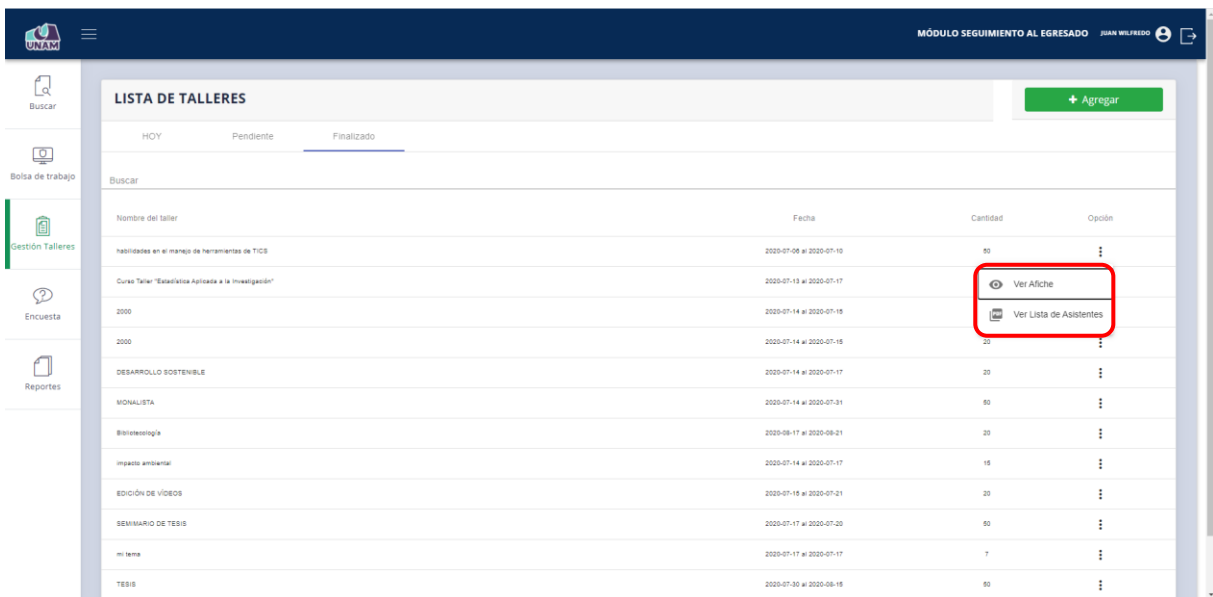 UNAM
MÓDULO SEGUIMIENTO AL EGRESADO JUAN WILFREDO
Buscar
Bolsa de trabajo
Gestión Talleres
Encuesta
Reportes
LISTA DE TALLERES
+ Agregar
HOY Pendiente Finalizado
Buscar
Nombre del taller Fecha Cantidad Opción
habilidades en el manejo de herramientas de TICS 2020-07-06 al 2020-07-10 50
Curso Taller "Estadística Aplicada a la Investigación" 2020-07-13 al 2020-07-17
Ver Afiche
2000 2020-07-14 al 2020-07-15
PDF Ver Lista de Asistentes
2000 2020-07-14 al 2020-07-15 20
DESARROLLO SOSTENIBLE 2020-07-14 al 2020-07-17 20
MONALISTA 2020-07-14 al 2020-07-31 50
Bibliotecología 2020-08-17 al 2020-08-21 20
impacto ambiental 2020-07-14 al 2020-07-17 15
EDICIÓN DE VÍDEOS 2020-07-15 al 2020-07-21 20
SEMIMARIO DE TESIS 2020-07-17 al 2020-07-20 50
mi tema 2020-07-17 al 2020-07-17 7
TESIS 2020-07-30 al 2020-08-15 50